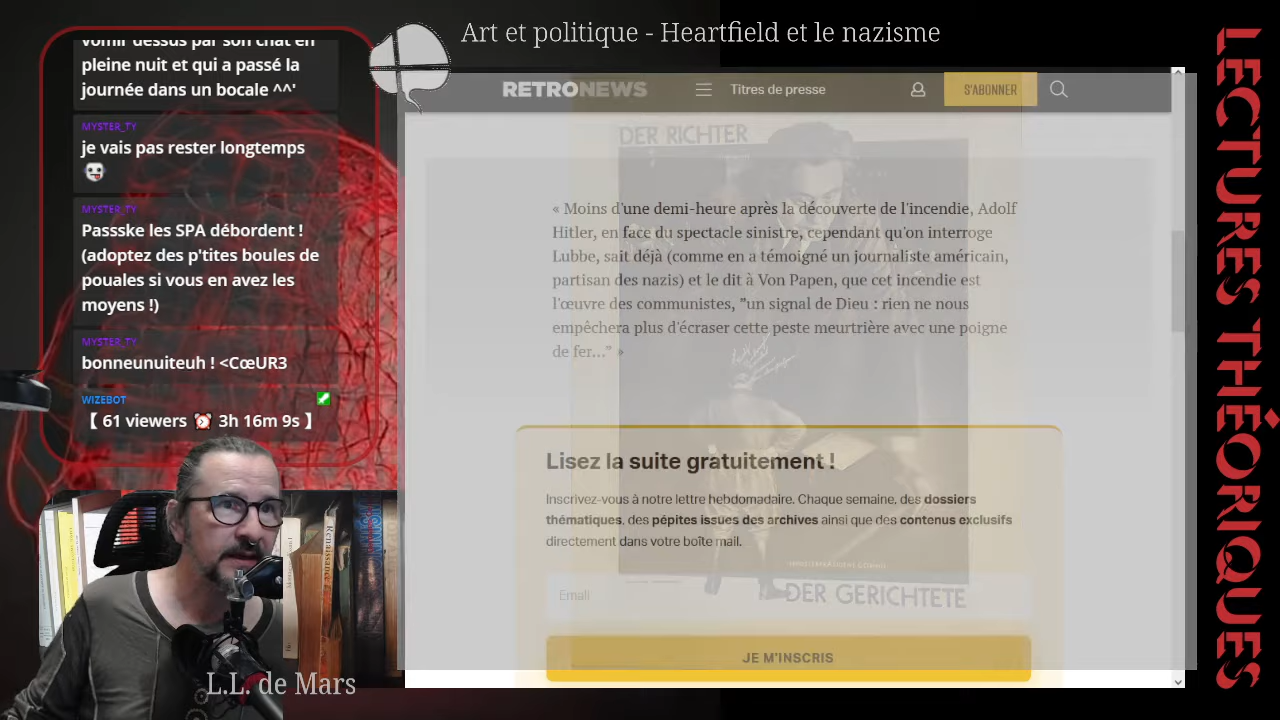 Art et politique - Heartfield et le nazisme
vomir dessus par son chat en
pleine nuit et qui a passé la
journée dans un bocale ^^'
MYSTER_TY
je vais pas rester longtemps
MYSTER_TY
Passske les SPA débordent !
(adoptez des p'tites boules de
pouales si vous en avez les
moyens !)
MYSTER_TY
bonneunuiteuh ! <CœUR3
WIZEBOT
【 61 viewers ⏰ 3h 16m 9s 】
L.L. de Mars
RETRONEWS
Titres de presse
S'ABONNER
DER RICHTER
« Moins d'une demi-heure après la découverte de l'incendie, Adolf
Hitler, en face du spectacle sinistre, cependant qu'on interroge
Lubbe, sait déjà (comme en a témoigné un journaliste américain,
partisan des nazis) et le dit à Von Papen, que cet incendie est
l'œuvre des communistes, "un signal de Dieu : rien ne nous
empêchera plus d'écraser cette peste meurtrière avec une poigne
de fer..." »
Lisez la suite gratuitement !
Inscrivez-vous à notre lettre hebdomadaire. Chaque semaine, des dossiers
thématiques, des pépites issues des archives ainsi que des contenus exclusifs
directement dans votre boîte mail.
Email
DER GERICHTETE
JE M'INSCRIS
LECTURES THÉORIQUES